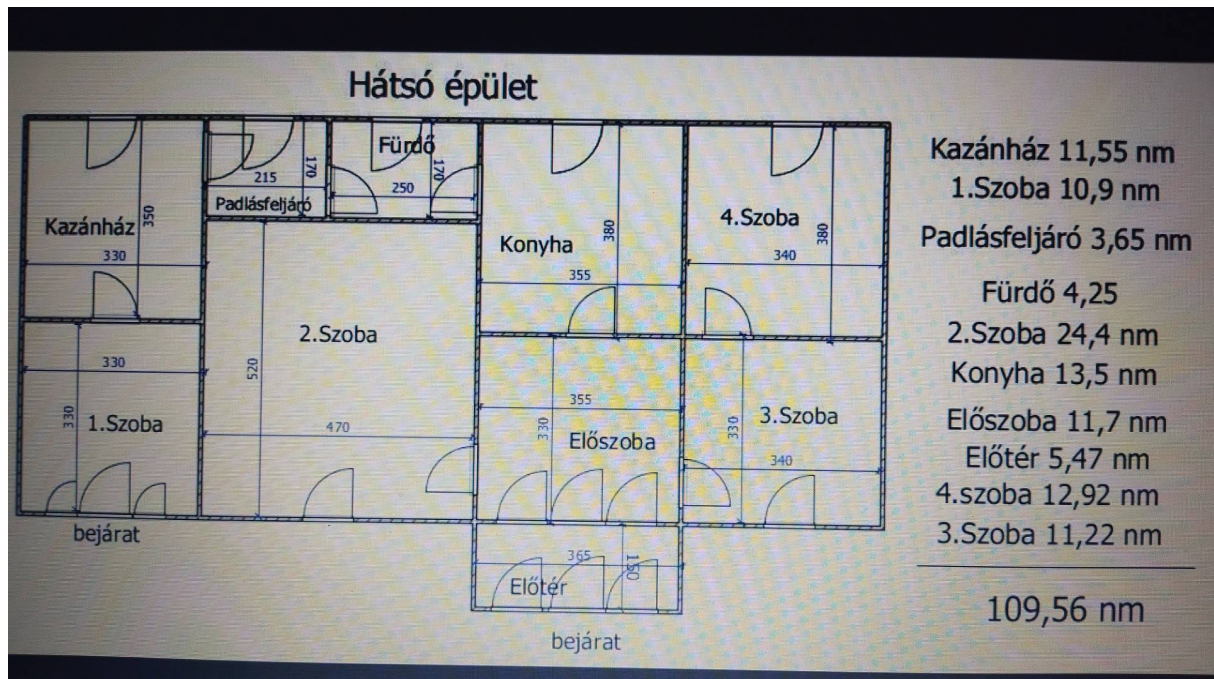 Hátsó épület
Kazánház
330
350
215
170
Padlásfeljáró
Fürdő
250
170
Konyha
380
355
4.Szoba
380
340
330
330
1.Szoba
bejárat
2.Szoba
520
470
355
330
Előszoba
3.Szoba
330
340
365
150
Előtér
bejárat
Kazánház 11,55 nm
1.Szoba 10,9 nm
Padlásfeljáró 3,65 nm
Fürdő 4,25
2.Szoba 24,4 nm
Konyha 13,5 nm
Előszoba 11,7 nm
Előtér 5,47 nm
4.szoba 12,92 nm
3.Szoba 11,22 nm
109,56 nm